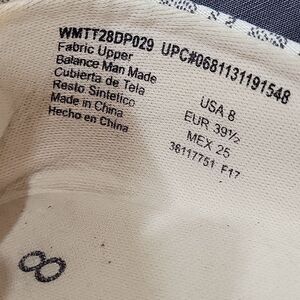 WMTT28DP029 UPC#0681131191548
Fabric Upper
Balance Man Made
Cubierta de Tela
Resto Sintetico
Made in China
Hecho en China
USA 8
EUR 39½
MEX 25
36117751 F17
8